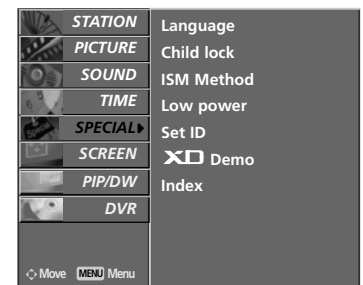 STATION
PICTURE
SOUND
TIME
SPECIAL
SCREEN
PIP/DW
DVR
Move MENU Menu
Language
Child lock
ISM Method
Low power
Set ID
XD Demo
Index